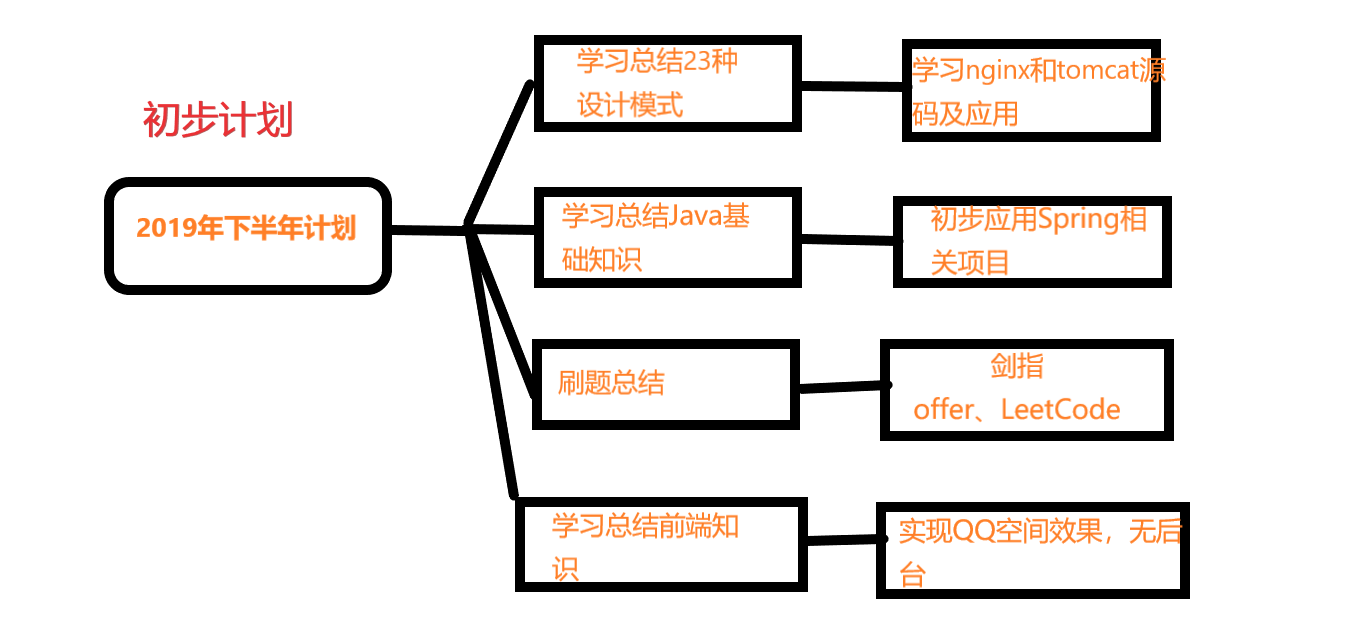 初步计划
2019年下半年计划
学习总结23种
设计模式
学习nginx和tomcat源
码及应用
学习总结Java基
础知识
初步应用Spring相
关项目
刷题总结
剑指
offer、LeetCode
学习总结前端知
识
实现QQ空间效果，无后
台